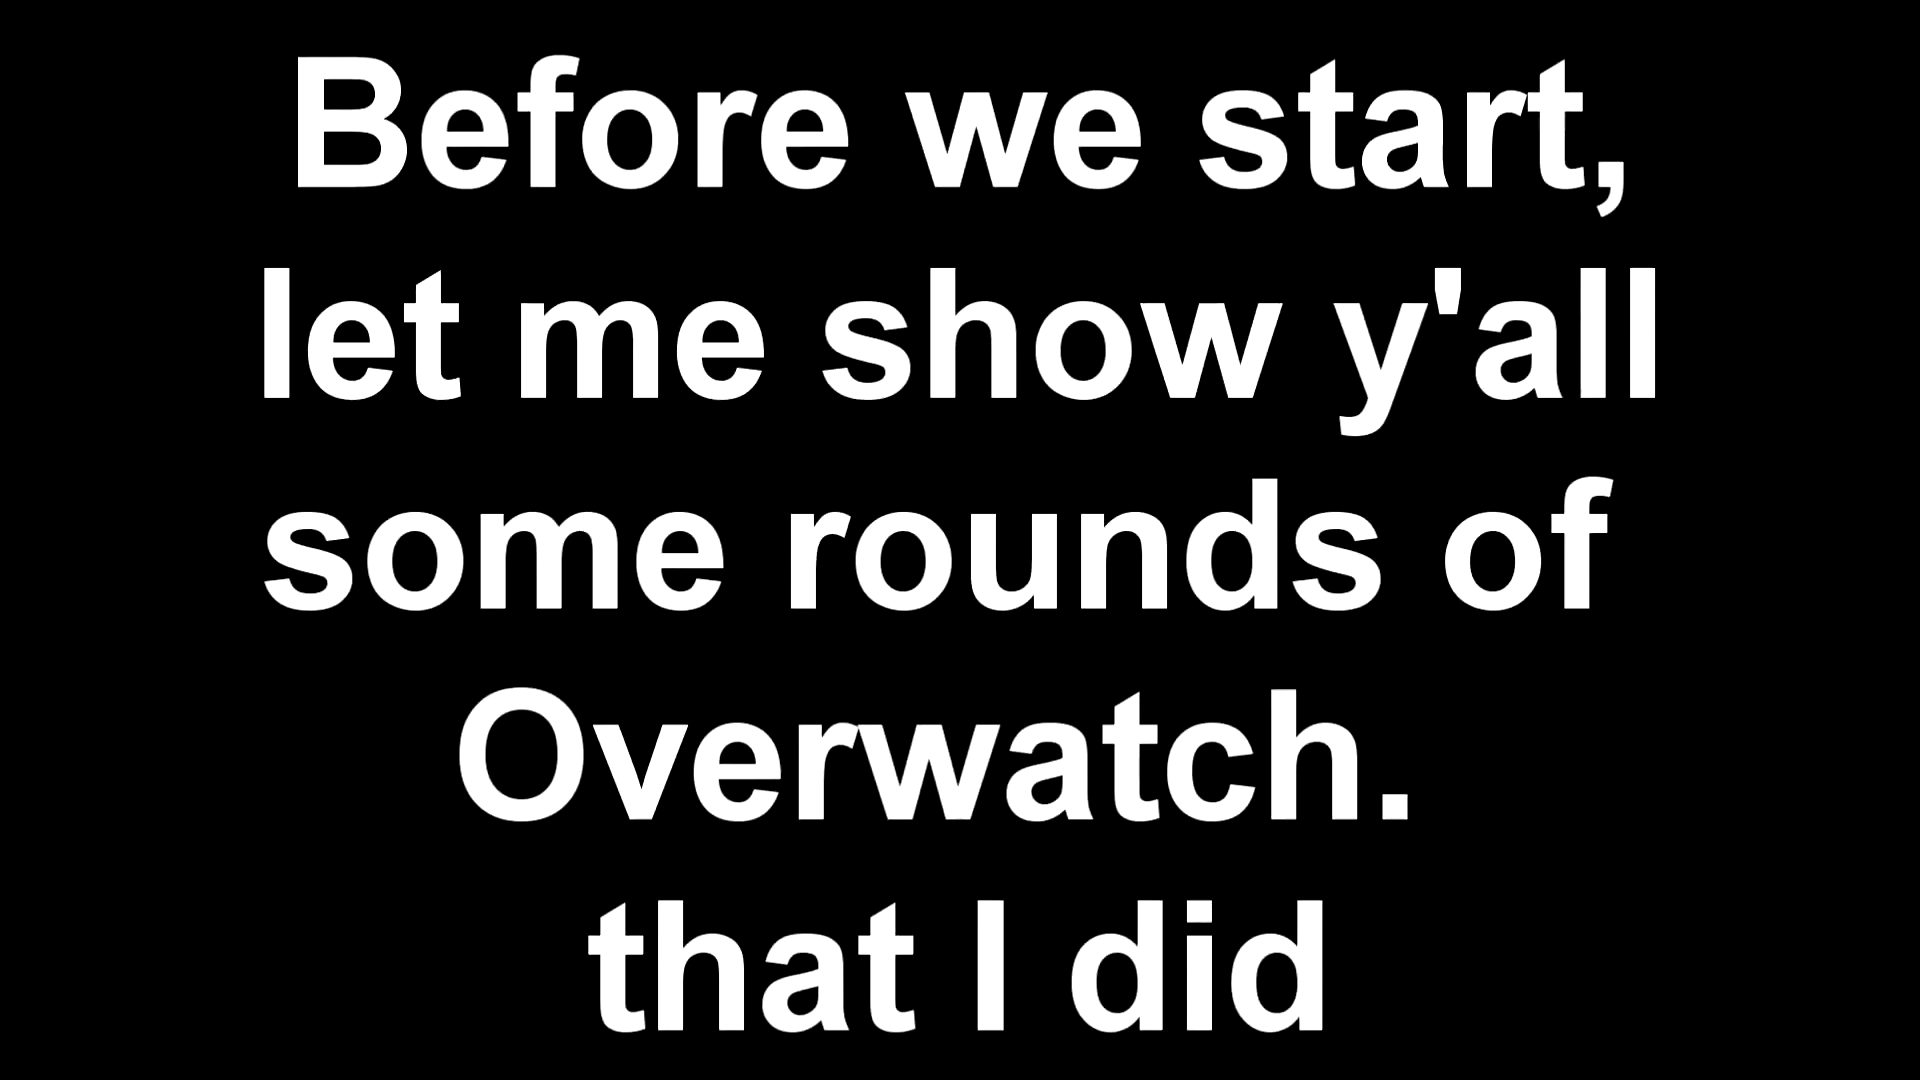 Before we start,
let me show y'all
some rounds of
Overwatch.
that I did